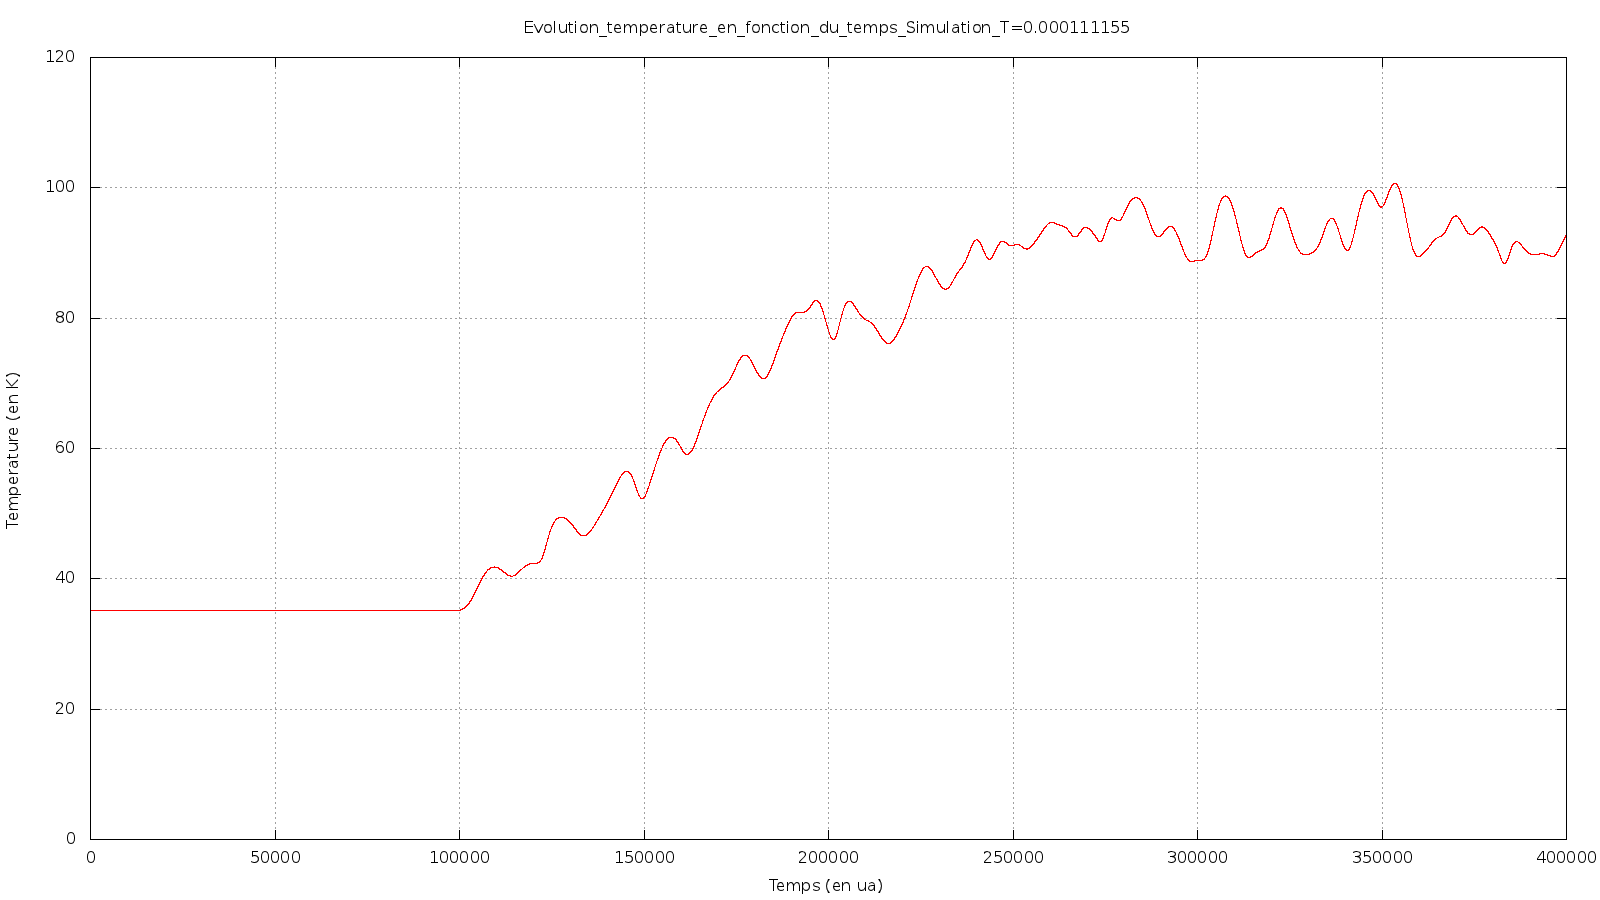 Evolution_temperature_en_fonction_du_temps_Simulation_T=0.000111155
120
100
80
60
40
20
0
Temperature (en K)
0 50000 100000 150000 200000 250000 300000 350000 400000
Temps (en ua)